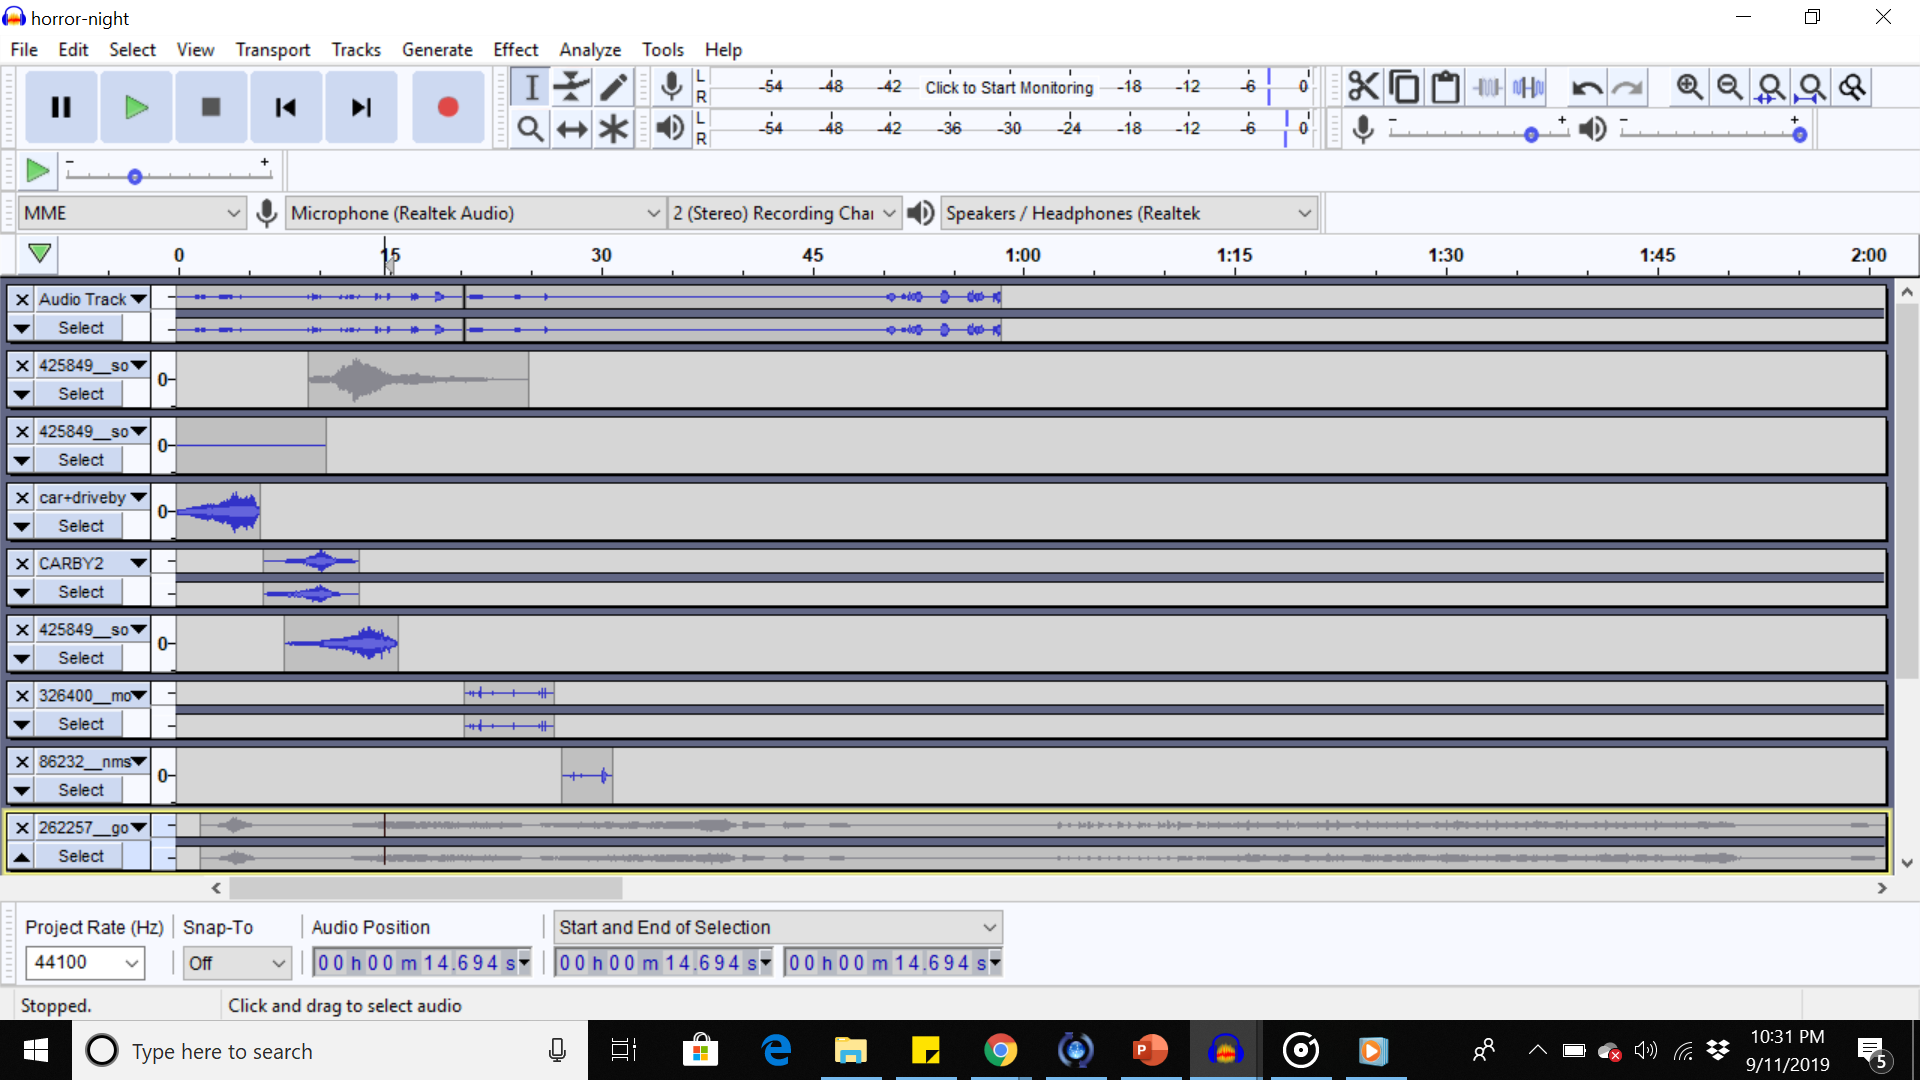 horror-night
File Edit Select View Transport Tracks Generate Effect Analyze Tools Help
L R -54 -48 -42 Click to Start Monitoring -18 -12 -6 0
L R -54 -48 -42 -36 -30 -24 -18 -12 -6 0
- +
- +
- +
MME Microphone (Realtek Audio) 2 (Stereo) Recording Chai Speakers / Headphones (Realtek
0 15 30 45 1:00 1:15 1:30 1:45 2:00
Audio Track
Select
425849__so
0-
Select
425849__so
0-
Select
car+driveby
0-
Select
CARBY2
Select
425849__so
0-
Select
326400__mo
Select
86232__nms
0-
Select
262257__go
Select
Project Rate (Hz) Snap-To Audio Position Start and End of Selection
44100 Off 00 h 00 m 14.694 s 00 h 00 m 14.694 s 00 h 00 m 14.694 s
Stopped. Click and drag to select audio
Type here to search
10:31 PM
9/11/2019
5